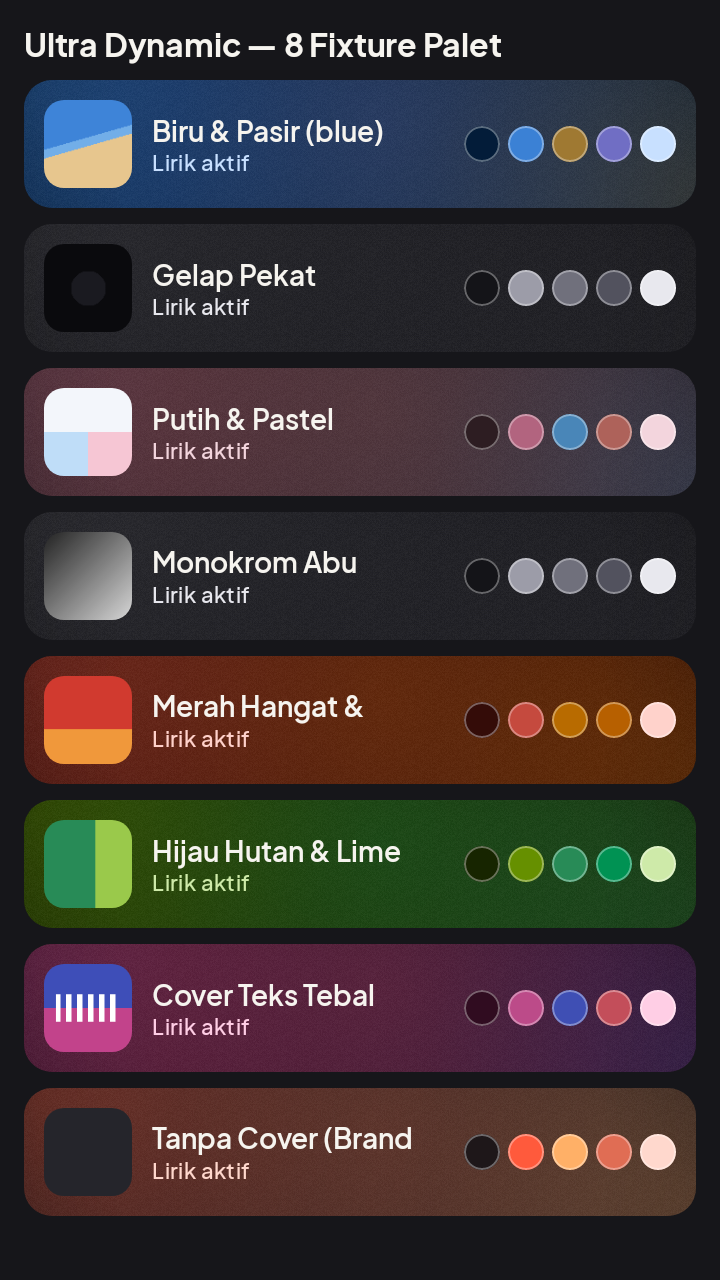 Ultra Dynamic — 8 Fixture Palet
Biru & Pasir (blue)
Lirik aktif
Gelap Pekat
Lirik aktif
Putih & Pastel
Lirik aktif
Monokrom Abu
Lirik aktif
Merah Hangat &
Lirik aktif
Hijau Hutan & Lime
Lirik aktif
Cover Teks Tebal
Lirik aktif
Tanpa Cover (Brand
Lirik aktif